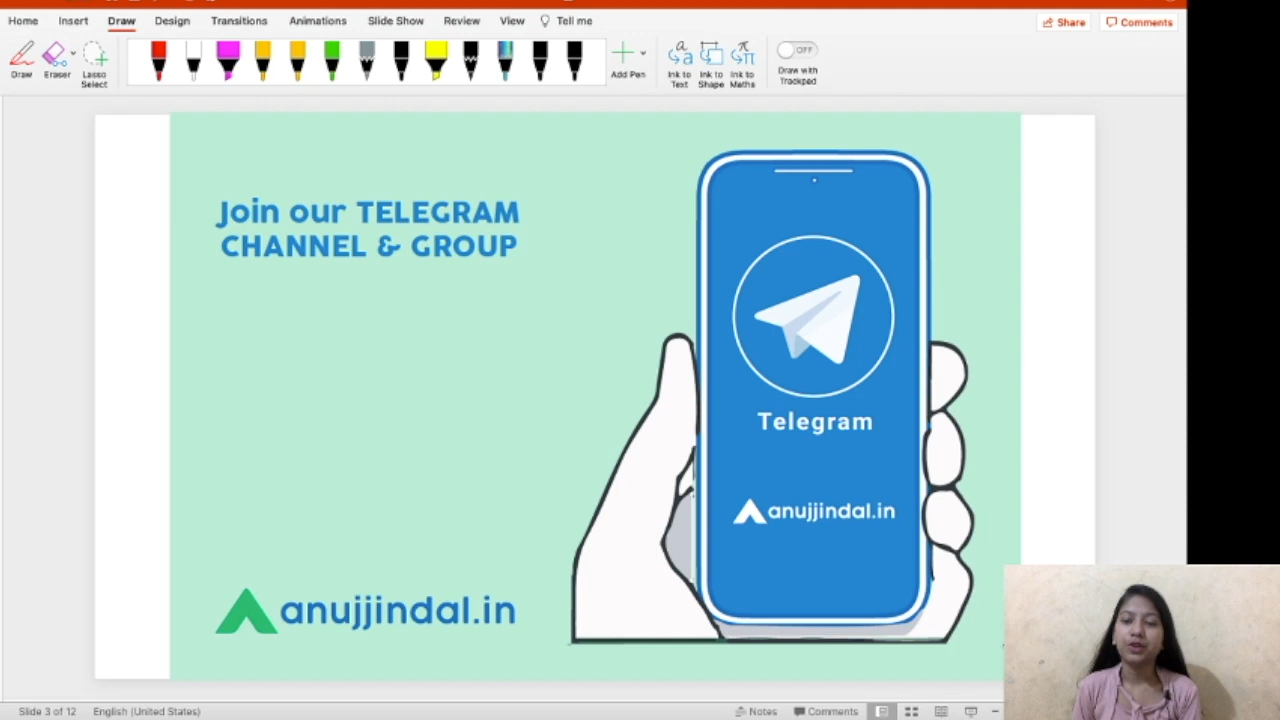 Home Insert Draw Design Transitions Animations Slide Show Review View Tell me Share Comments
Draw Eraser Lasso Select Add Pen Ink to Text Ink to Shape Ink to Maths OFF Draw with Trackpad
Join our TELEGRAM
CHANNEL & GROUP
Telegram
anujjindal.in
anujjindal.in
Slide 3 of 12 English (United States) Notes Comments